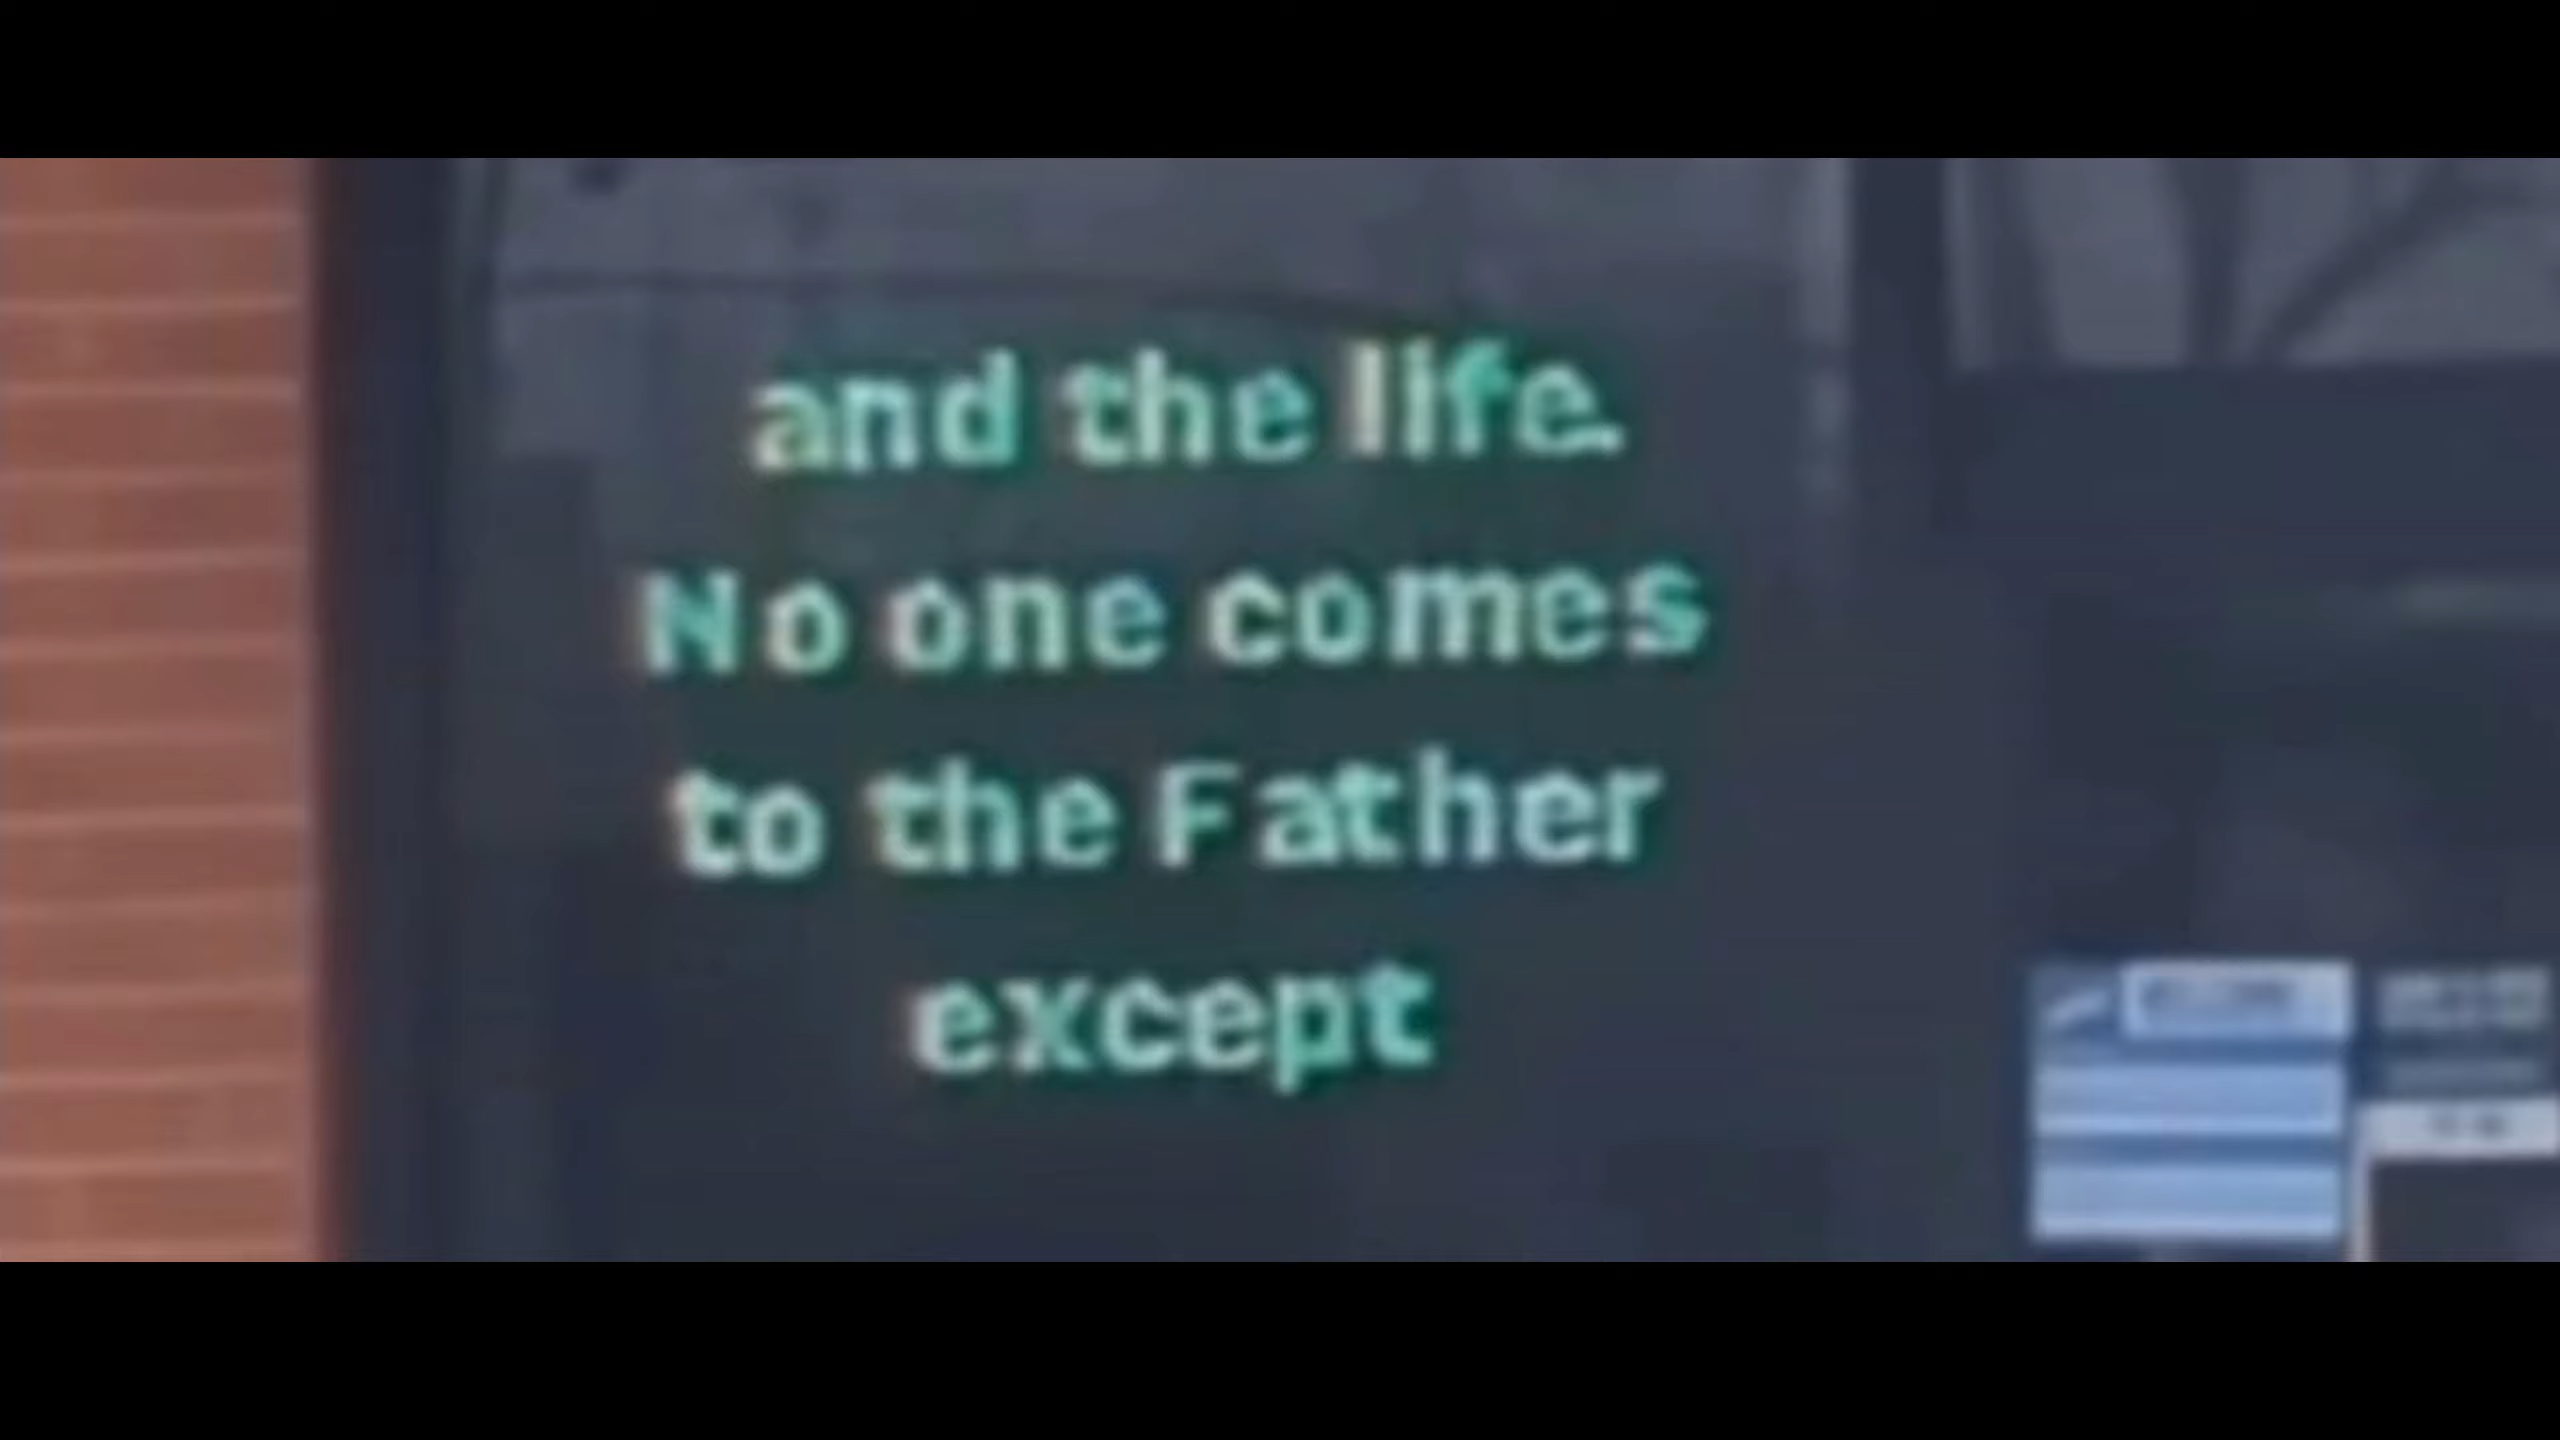 and the life.
No one comes
to the Father
except